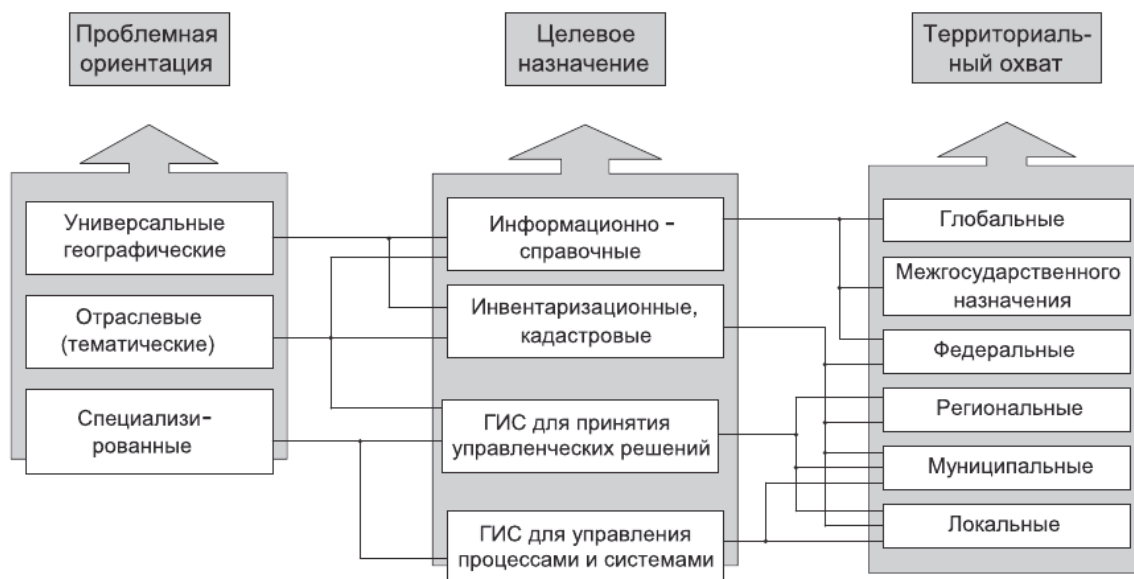 Проблемная
ориентация
Целевое
назначение
Территориаль-
ный охват
Универсальные
географические
Отраслевые
(тематические)
Специализи-
рованные
Информационно -
справочные
Инвентаризационные,
кадастровые
ГИС для принятия
управленческих решений
ГИС для управления
процессами и системами
Глобальные
Межгосударственного
назначения
Федеральные
Региональные
Муниципальные
Локальные